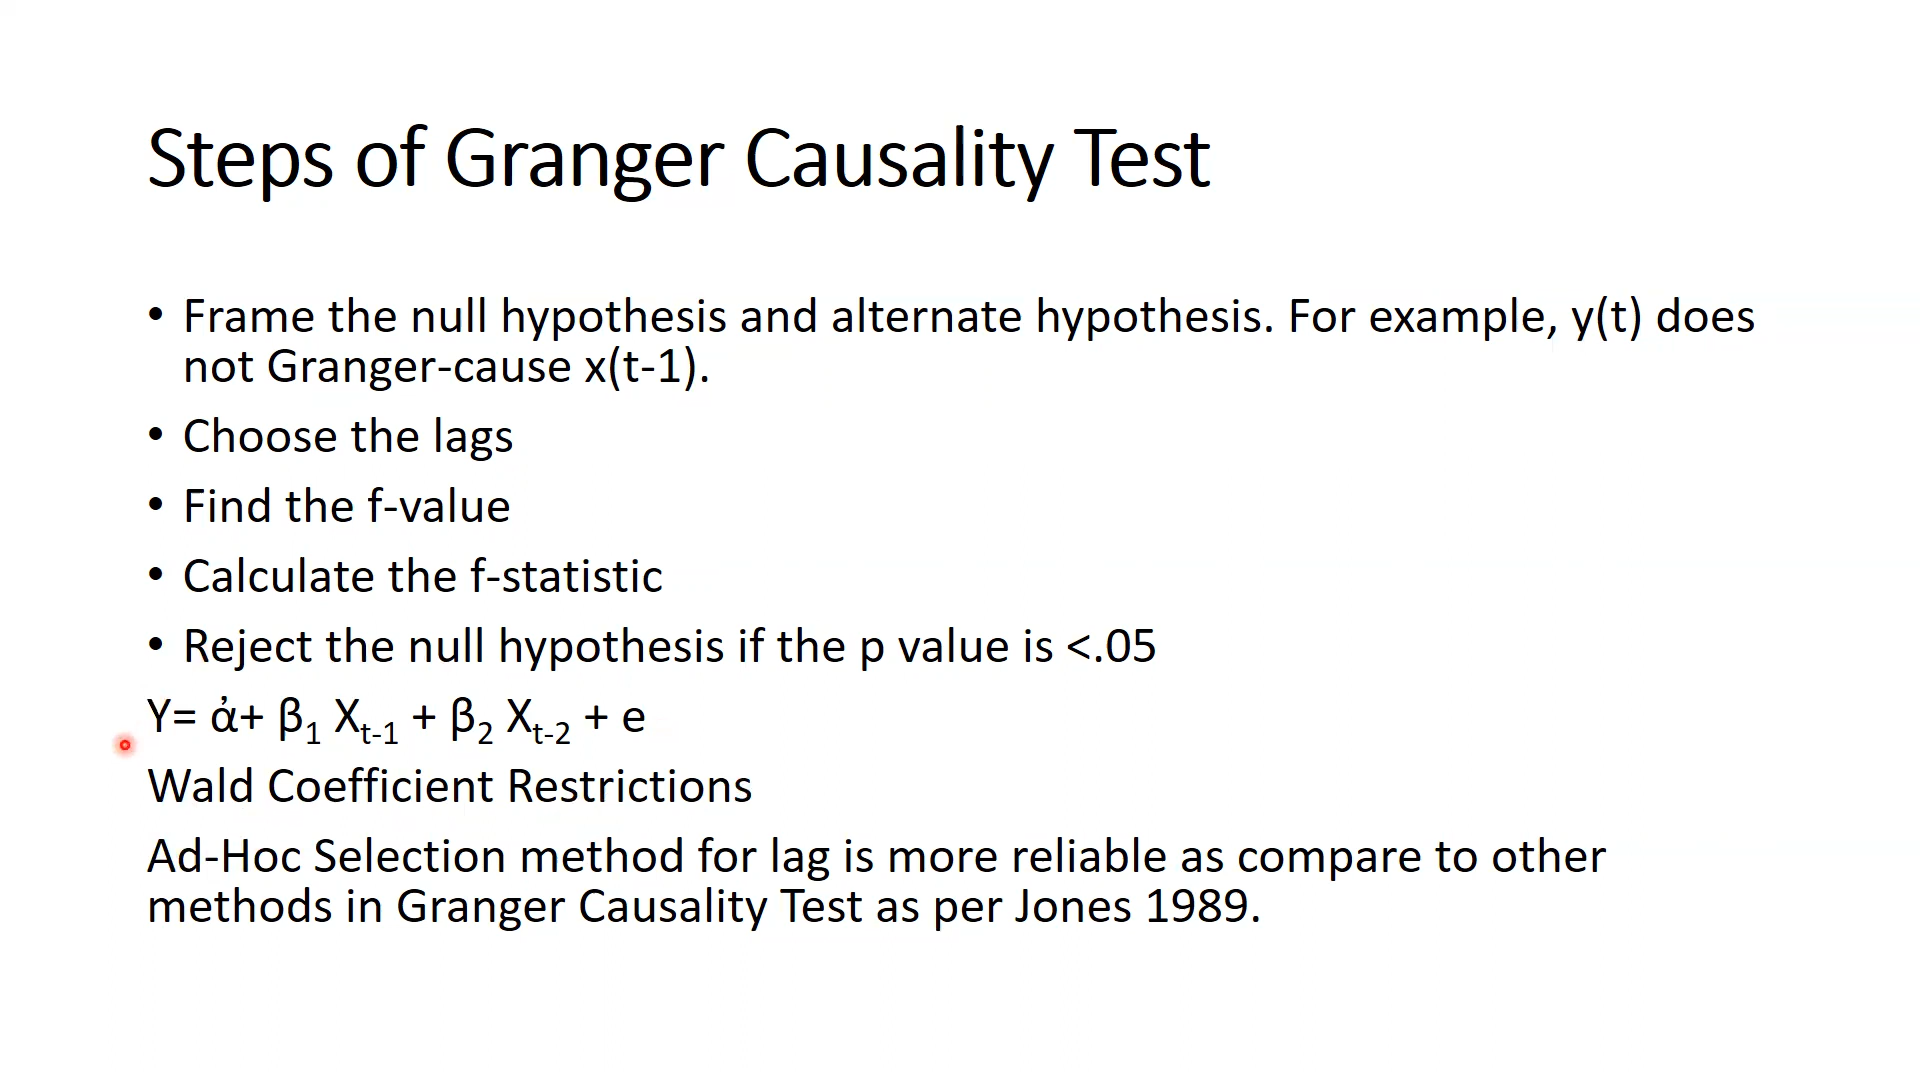 Steps of Granger Causality Test
• Frame the null hypothesis and alternate hypothesis. For example, y(t) does
not Granger-cause x(t-1).
• Choose the lags
• Find the f-value
• Calculate the f-statistic
• Reject the null hypothesis if the p value is <.05
Y= ἀ+ β₁ Xₜ₋₁ + β₂ Xₜ₋₂ + e
Wald Coefficient Restrictions
Ad-Hoc Selection method for lag is more reliable as compare to other
methods in Granger Causality Test as per Jones 1989.